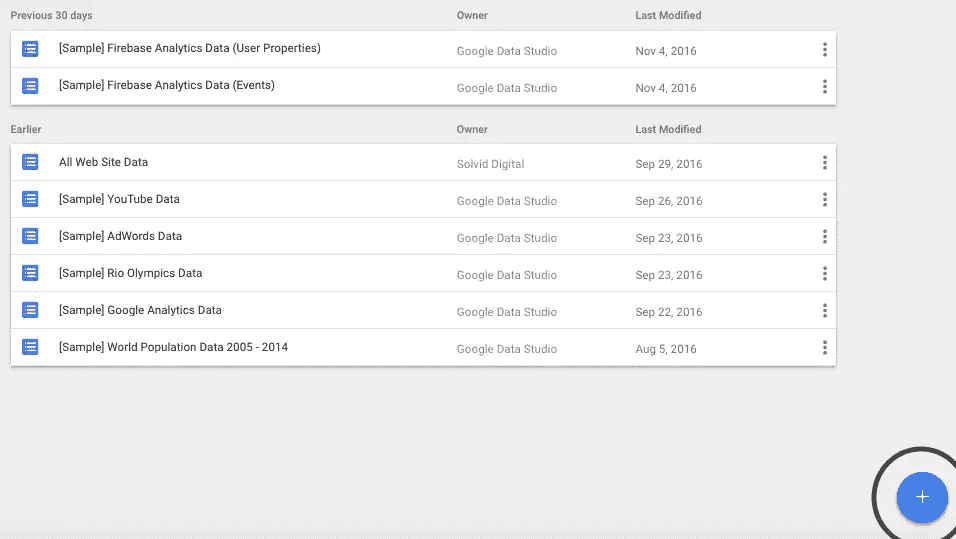 Previous 30 days Owner Last Modified
[Sample] Firebase Analytics Data (User Properties) Google Data Studio Nov 4, 2016
[Sample] Firebase Analytics Data (Events) Google Data Studio Nov 4, 2016
Earlier Owner Last Modified
All Web Site Data Solvid Digital Sep 29, 2016
[Sample] YouTube Data Google Data Studio Sep 26, 2016
[Sample] AdWords Data Google Data Studio Sep 23, 2016
[Sample] Rio Olympics Data Google Data Studio Sep 23, 2016
[Sample] Google Analytics Data Google Data Studio Sep 22, 2016
[Sample] World Population Data 2005 - 2014 Google Data Studio Aug 5, 2016